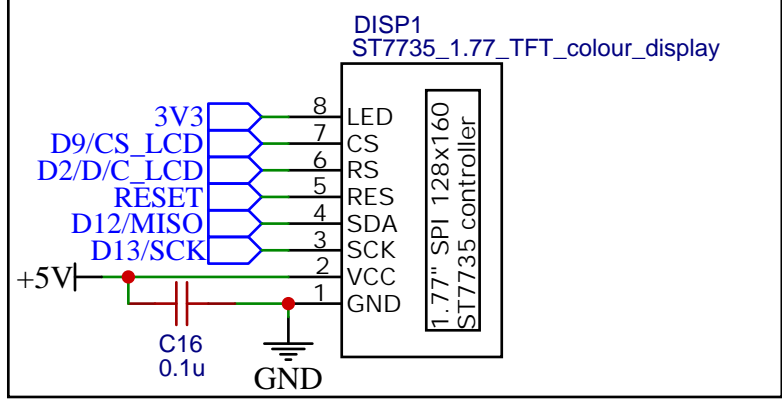 DISP1
ST7735_1.77_TFT_colour_display
3V3 8 LED
D9/CS_LCD 7 CS
D2/D/C_LCD 6 RS
RESET 5 RES
D12/MISO 4 SDA
D13/SCK 3 SCK
+5V 2 VCC
1 GND
1.77" SPI 128x160
ST7735 controller
C16
0.1u
GND